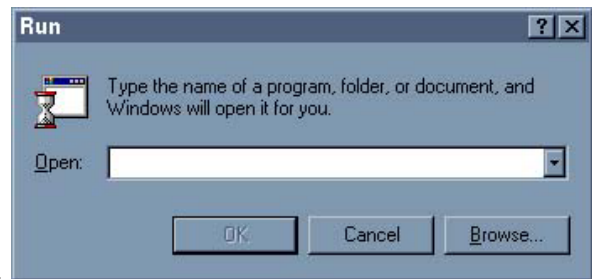 Run
Type the name of a program, folder, or document, and
Windows will open it for you.
Open:
OK
Cancel
Browse...